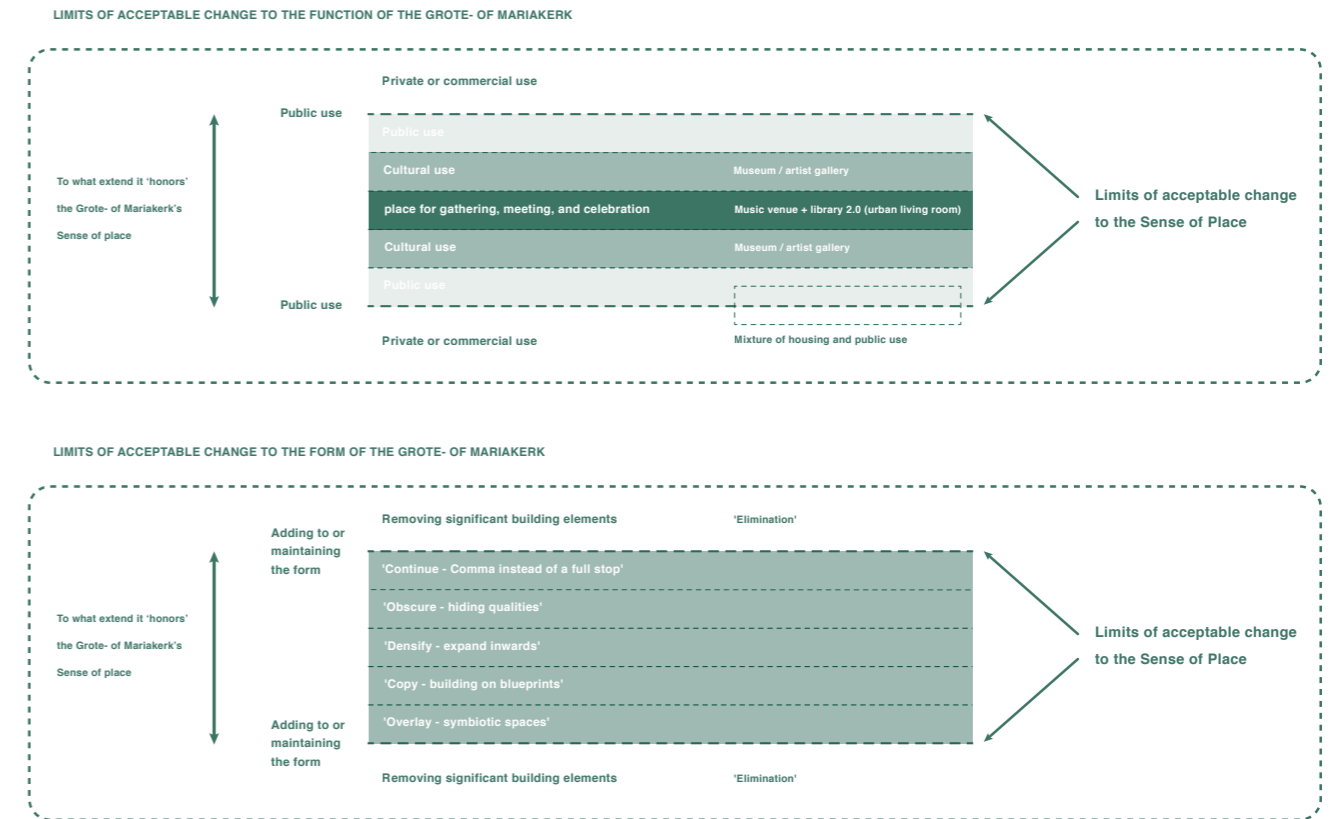 LIMITS OF ACCEPTABLE CHANGE TO THE FUNCTION OF THE GROTE- OF MARIAKERK
Private or commercial use
Public use
Public use
Cultural use
Museum / artist gallery
To what extend it ‘honors’
the Grote- of Mariakerk's
Sense of place
place for gathering, meeting, and celebration
Music venue + library 2.0 (urban living room)
Limits of acceptable change
to the Sense of Place
Cultural use
Museum / artist gallery
Public use
Public use
Private or commercial use
Mixture of housing and public use
LIMITS OF ACCEPTABLE CHANGE TO THE FORM OF THE GROTE- OF MARIAKERK
Removing significant building elements
'Elimination'
Adding to or
maintaining
the form
'Continue - Comma instead of a full stop'
'Obscure - hiding qualities'
To what extend it ‘honors’
the Grote- of Mariakerk's
Sense of place
'Densify - expand inwards'
Limits of acceptable change
to the Sense of Place
'Copy - building on blueprints'
'Overlay - symbiotic spaces'
Adding to or
maintaining
the form
Removing significant building elements
'Elimination'